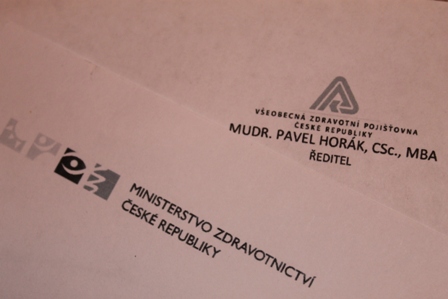 VŠEOBECNÁ ZDRAVOTNÍ POJIŠŤOVNA
ČESKÉ REPUBLIKY
MUDR. PAVEL HORÁK, CSc., MBA
ŘEDITEL
MINISTERSTVO ZDRAVOTNICTVÍ
ČESKÉ REPUBLIKY